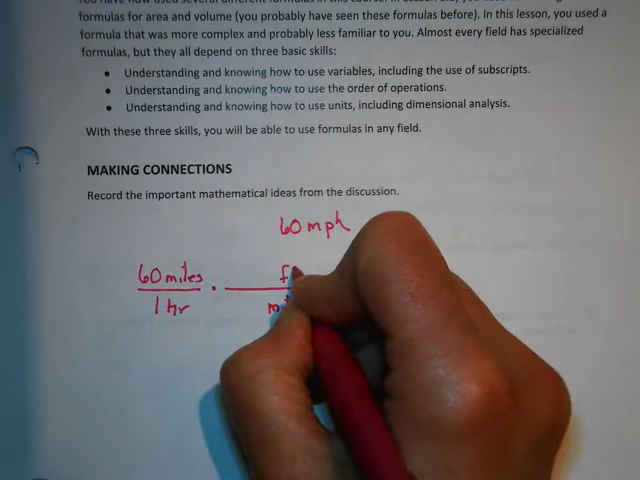 formulas for area and volume (you probably have seen these formulas before). In this lesson, you used a
formula that was more complex and probably less familiar to you. Almost every field has specialized
formulas, but they all depend on three basic skills:
• Understanding and knowing how to use variables, including the use of subscripts.
• Understanding and knowing how to use the order of operations.
• Understanding and knowing how to use units, including dimensional analysis.
With these three skills, you will be able to use formulas in any field.
MAKING CONNECTIONS
Record the important mathematical ideas from the discussion.
60 mph
60 miles
1 hr